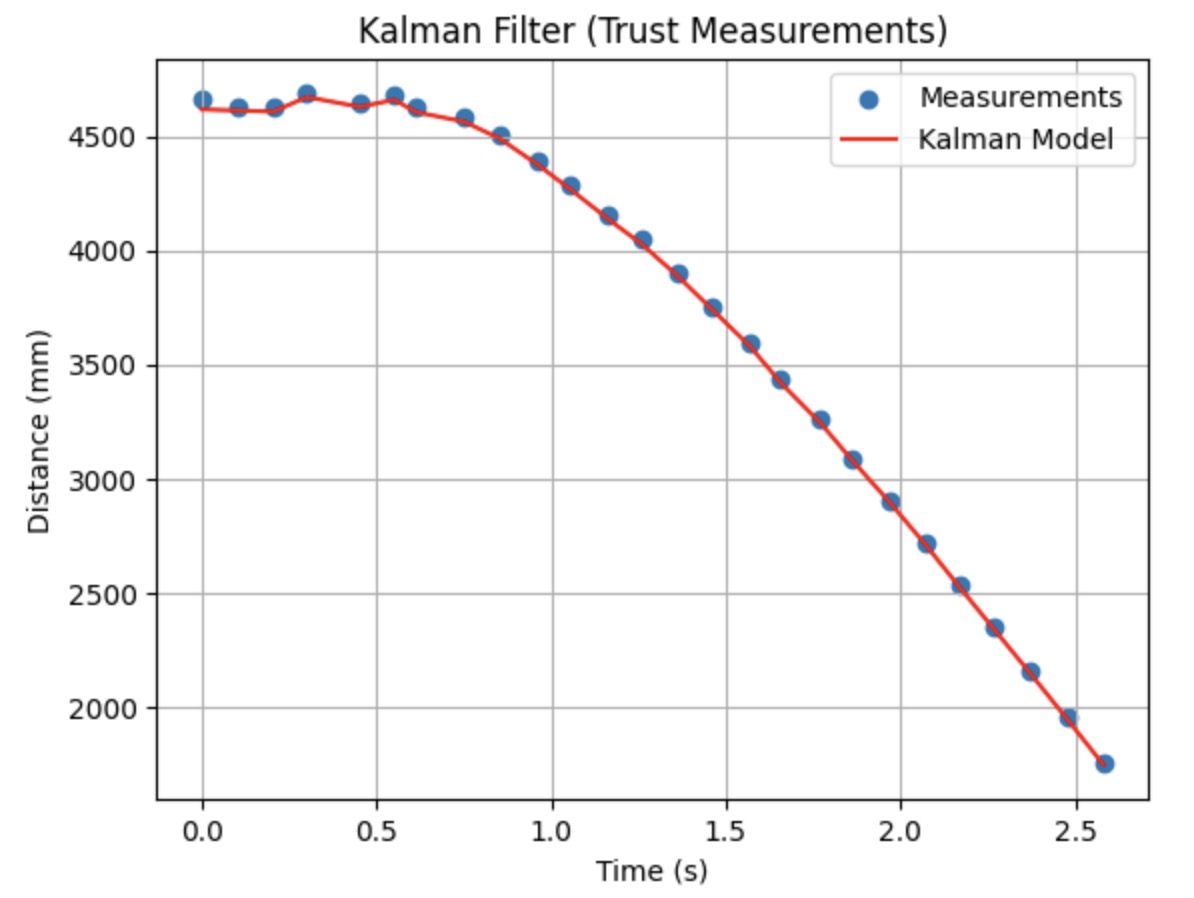 Kalman Filter (Trust Measurements)
Measurements
Kalman Model
Distance (mm)
4500
4000
3500
3000
2500
2000
0.0 0.5 1.0 1.5 2.0 2.5
Time (s)